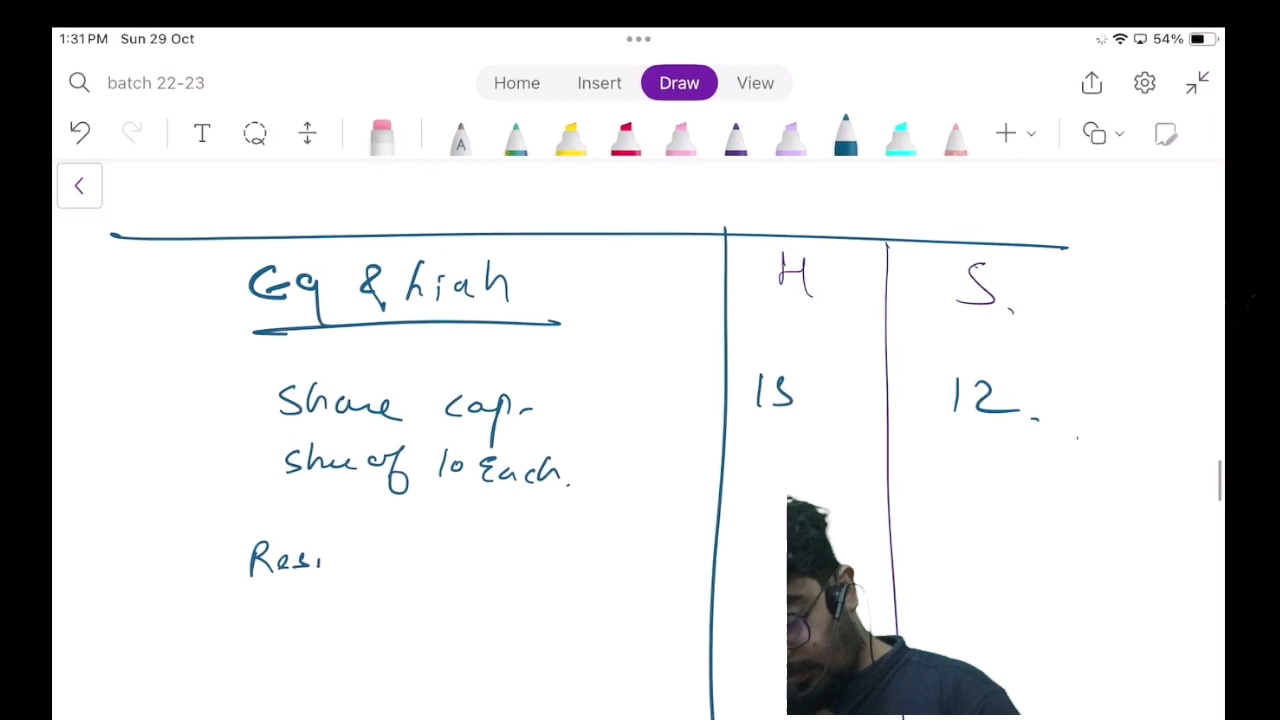 1:31 PM Sun 29 Oct 54%
batch 22-23 Home Insert Draw View
T A
Eq & Liab H S.
Share cap- 15 12.
Share of 10 Each.
Res.